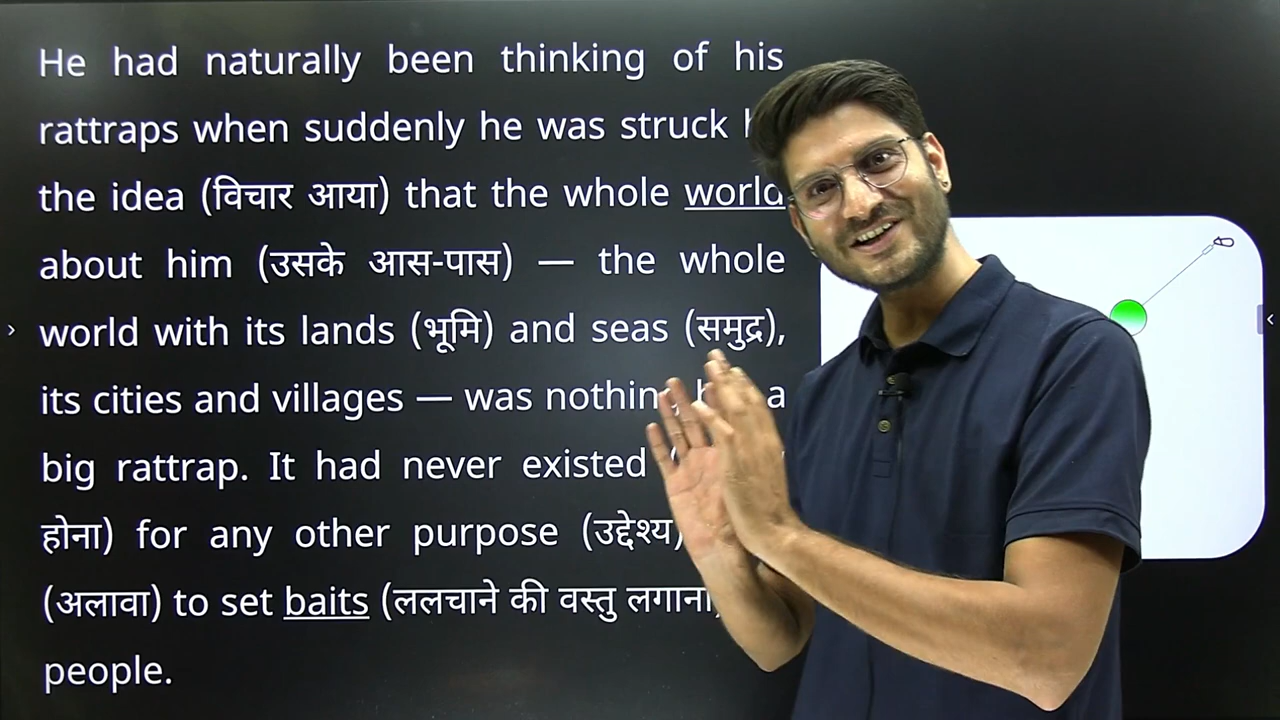 He had naturally been thinking of his
rattraps when suddenly he was struck
the idea (विचार आया) that the whole world
about him (उसके आस-पास) — the whole
world with its lands (भूमि) and seas (समुद्र),
its cities and villages — was nothing a
big rattrap. It had never existed
होना) for any other purpose (उद्देश्य)
(अलावा) to set baits (ललचाने की वस्तु लगाना)
people.